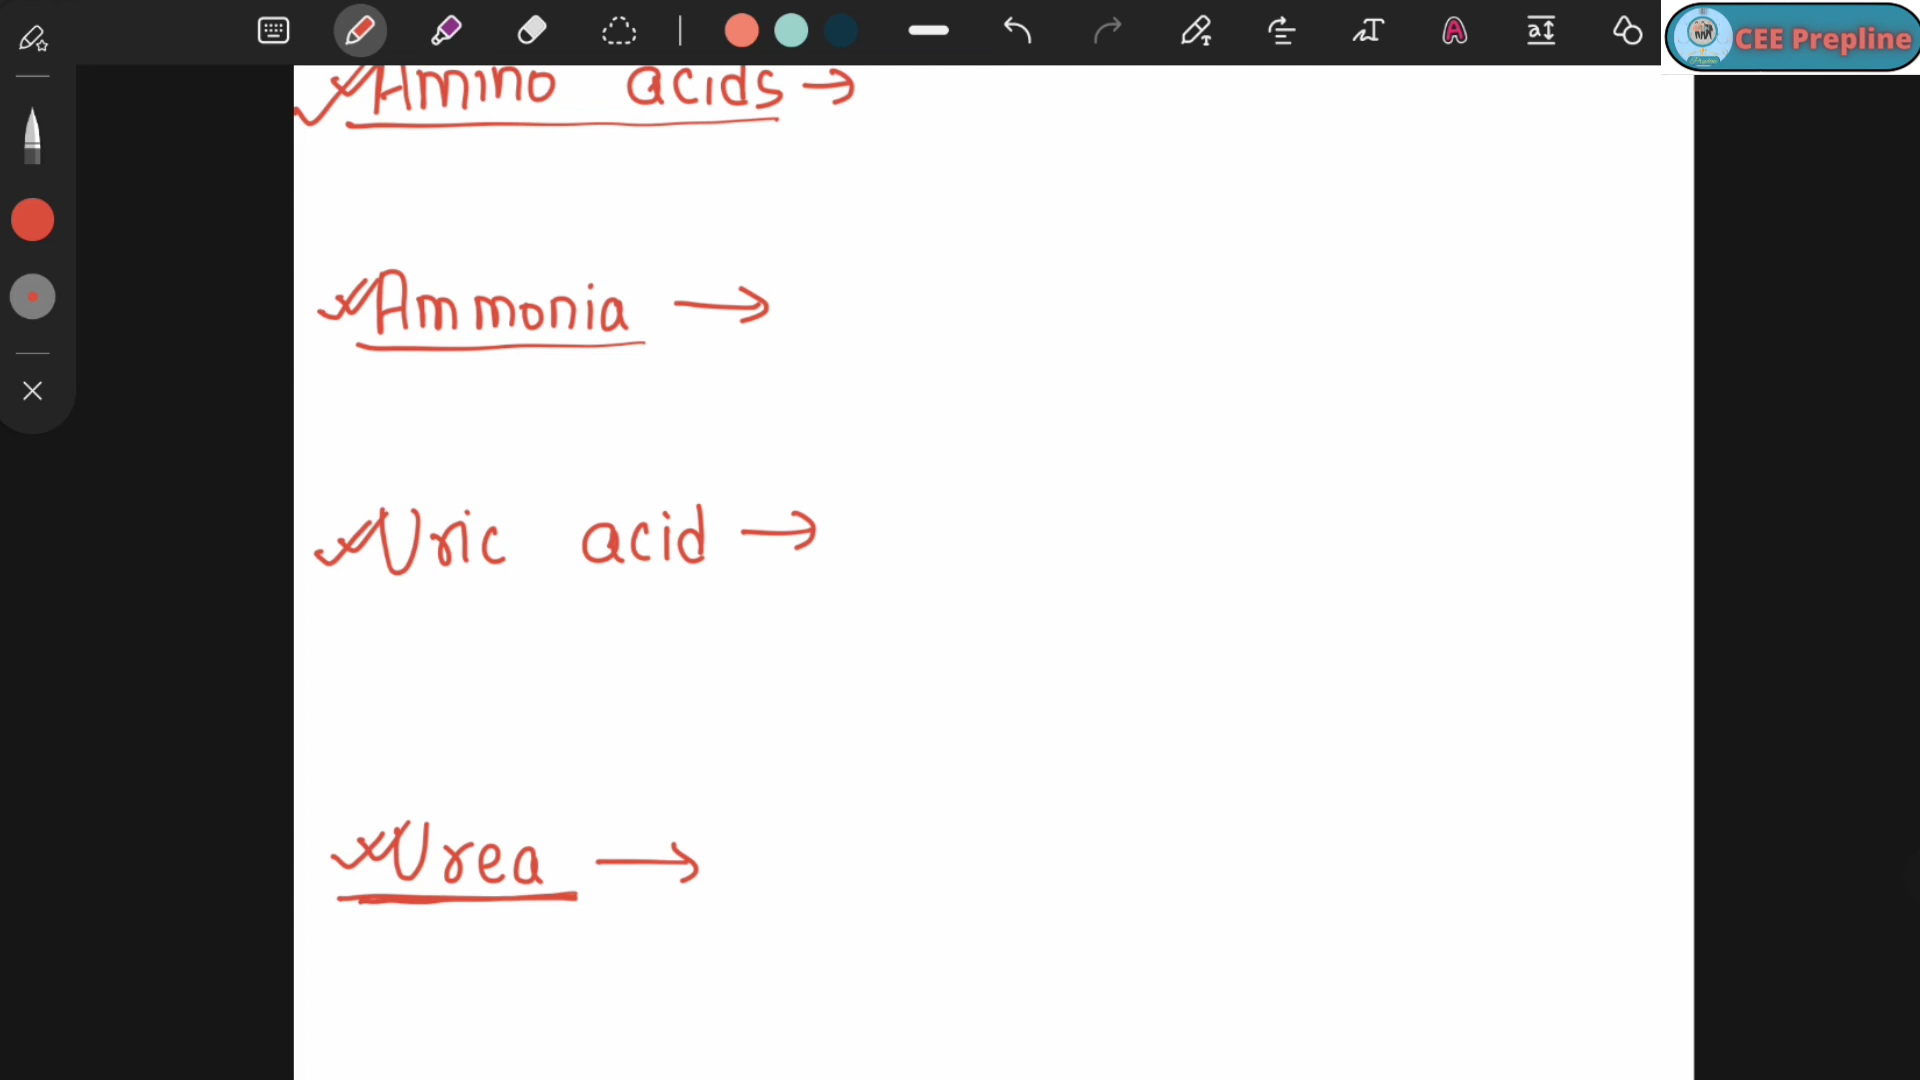 CEE Prepline
Amino acids →
Ammonia →
Uric acid →
Urea →